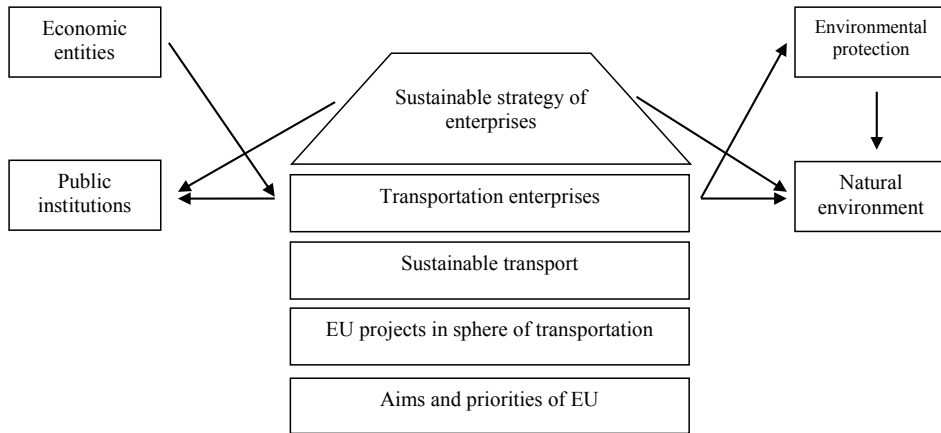 Economic
entities
Environmental
protection
Sustainable strategy of
enterprises
Public
institutions
Transportation enterprises
Natural
environment
Sustainable transport
EU projects in sphere of transportation
Aims and priorities of EU